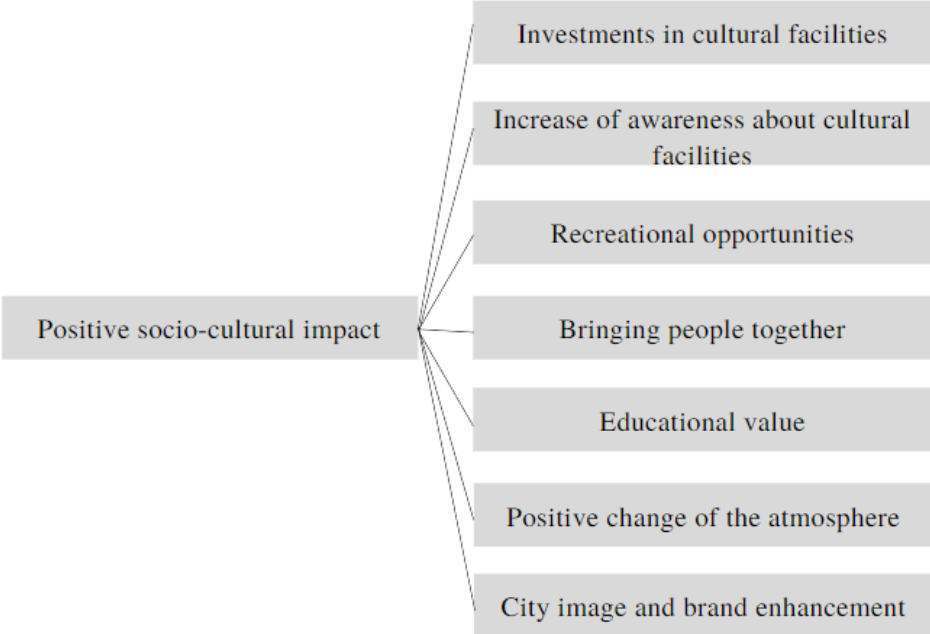 Investments in cultural facilities
Increase of awareness about cultural
facilities
Recreational opportunities
Positive socio-cultural impact
Bringing people together
Educational value
Positive change of the atmosphere
City image and brand enhancement